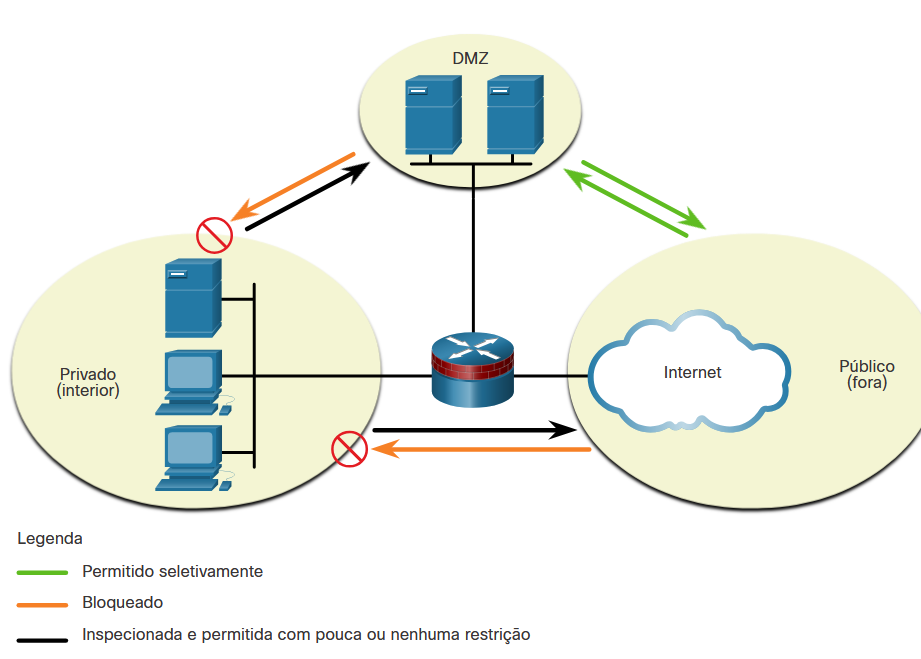 DMZ
Privado
(interior)
Internet
Público
(fora)
Legenda
Permitido seletivamente
Bloqueado
Inspecionada e permitida com pouca ou nenhuma restrição